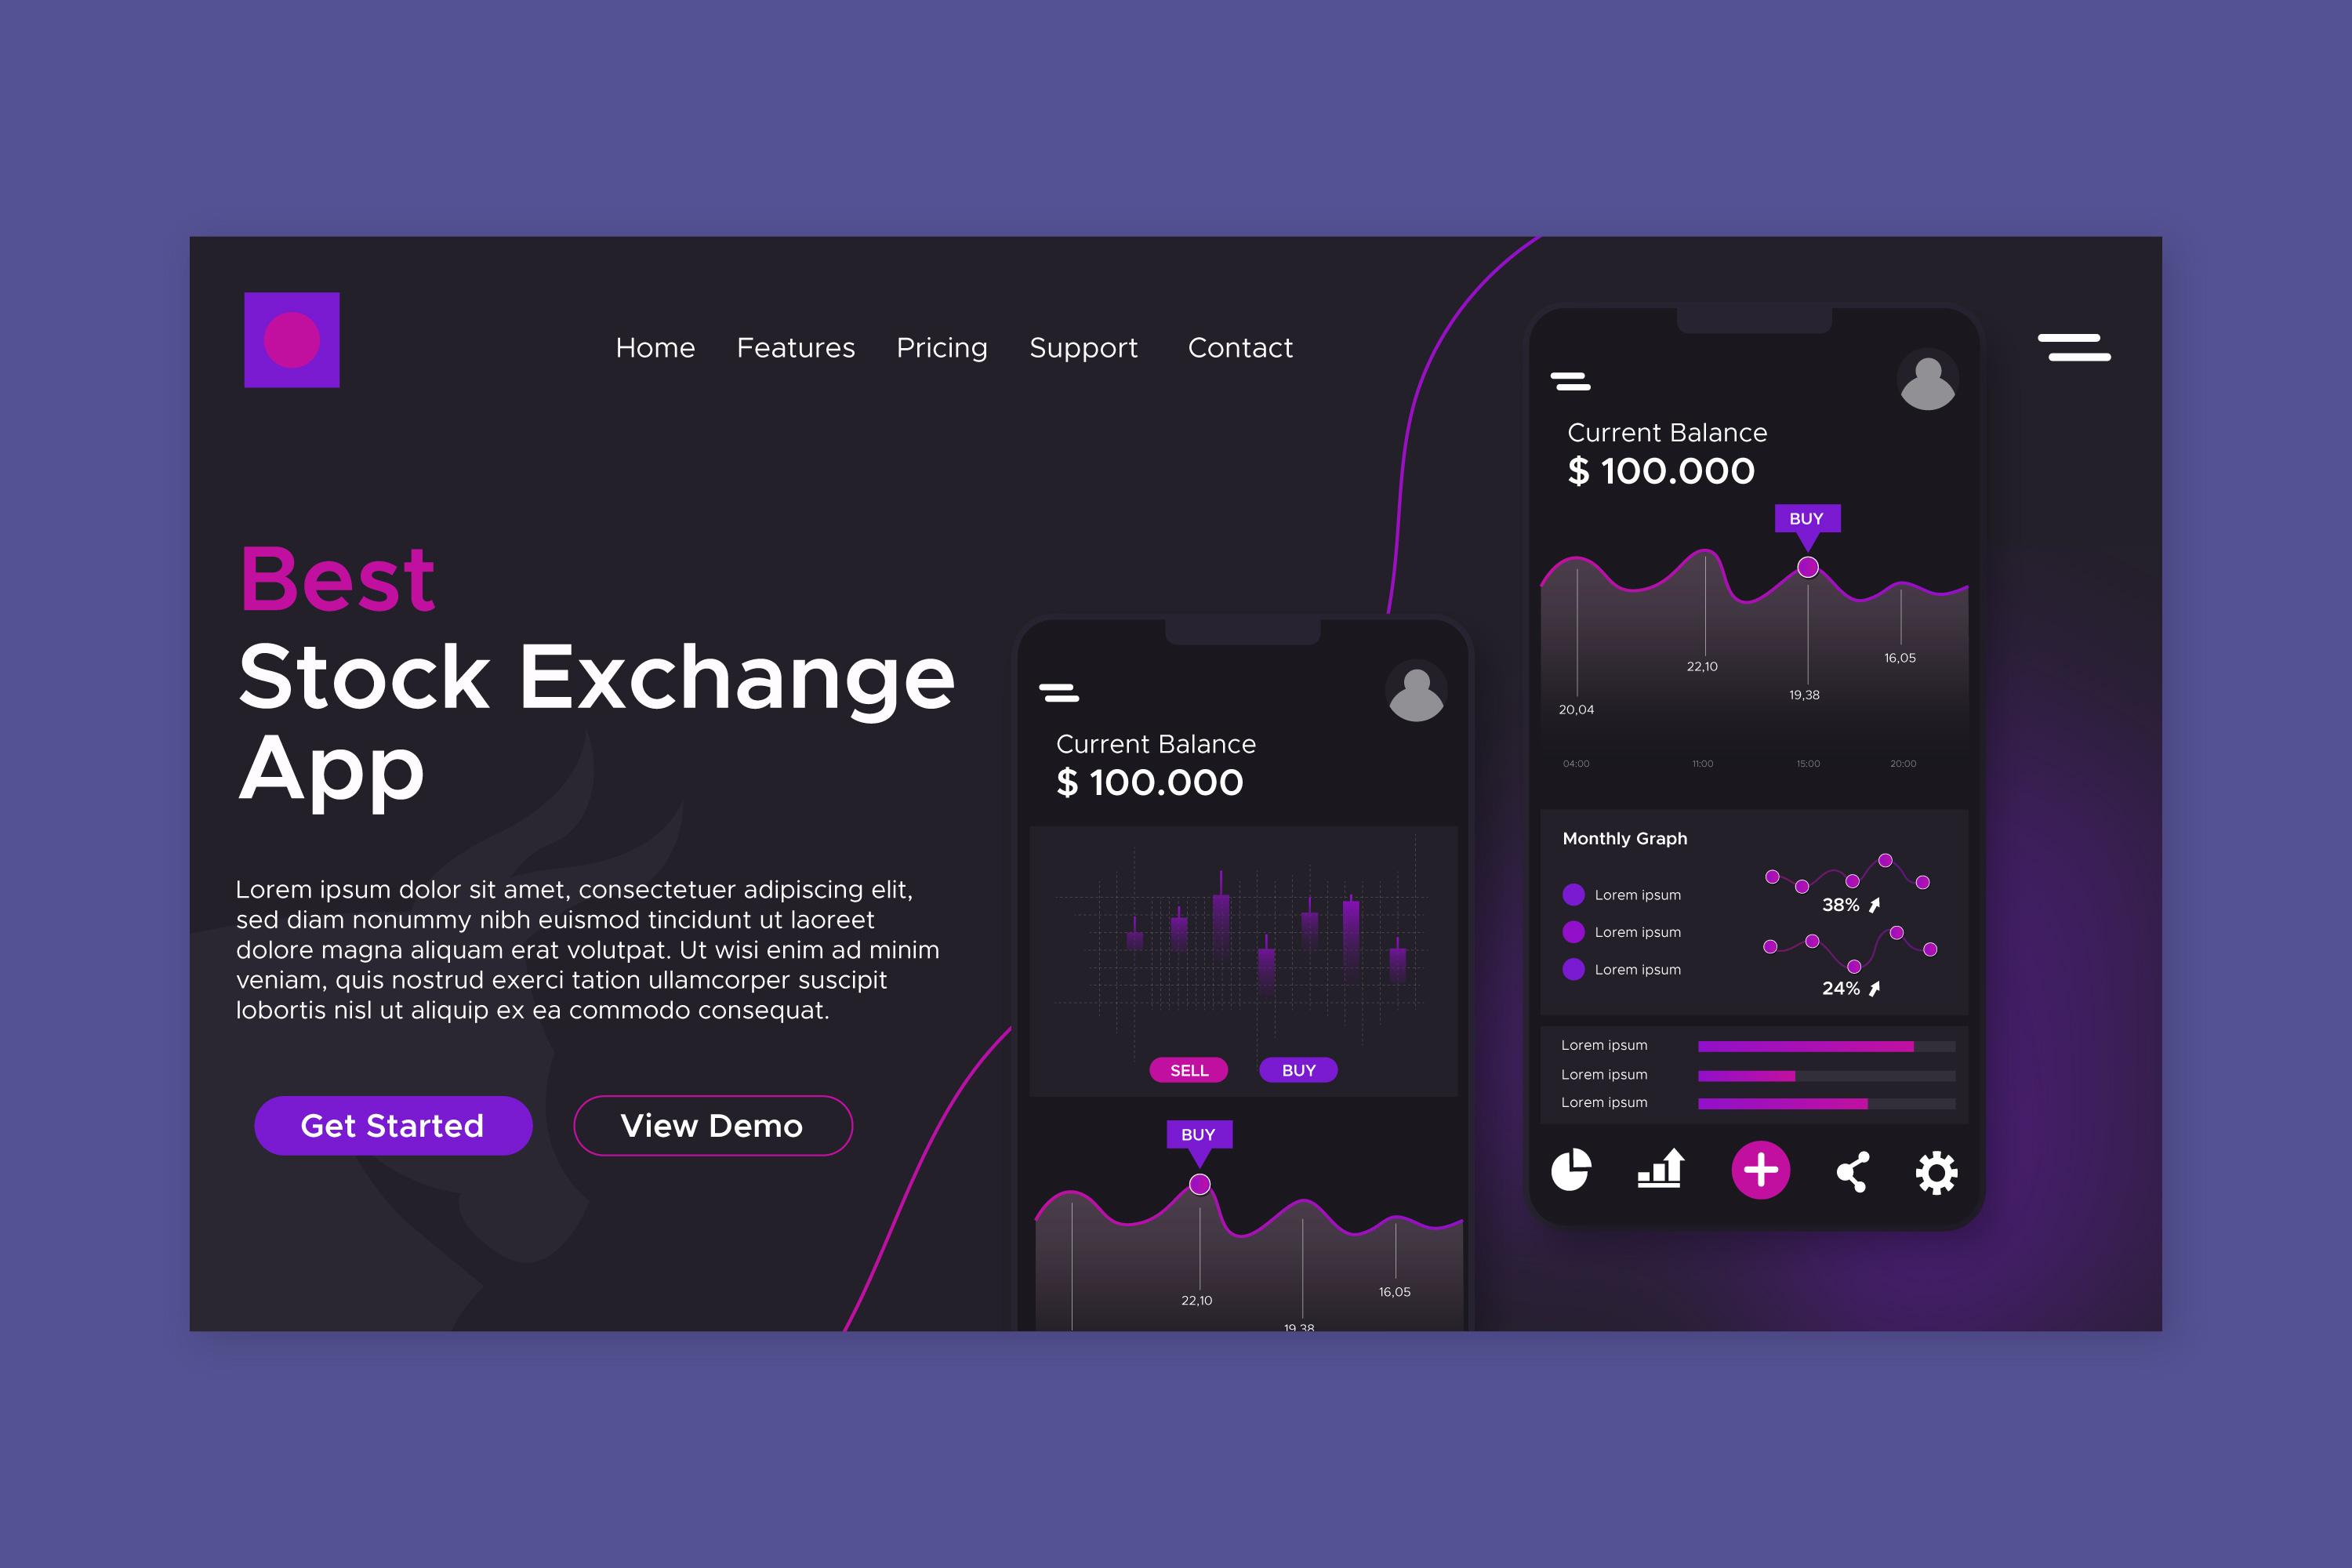 Home Features Pricing Support Contact
Best
Stock Exchange
App
Lorem ipsum dolor sit amet, consectetuer adipiscing elit,
sed diam nonummy nibh euismod tincidunt ut laoreet
dolore magna aliquam erat volutpat. Ut wisi enim ad minim
veniam, quis nostrud exerci tation ullamcorper suscipit
lobortis nisl ut aliquip ex ea commodo consequat.
Get Started View Demo
Current Balance
$ 100.000
SELL BUY
BUY
22,10
16,05
19,38
Current Balance
$ 100.000
BUY
20,04
22,10
19,38
16,05
04:00 11:00 15:00 20:00
Monthly Graph
Lorem ipsum
Lorem ipsum
Lorem ipsum
38%
24%
Lorem ipsum
Lorem ipsum
Lorem ipsum